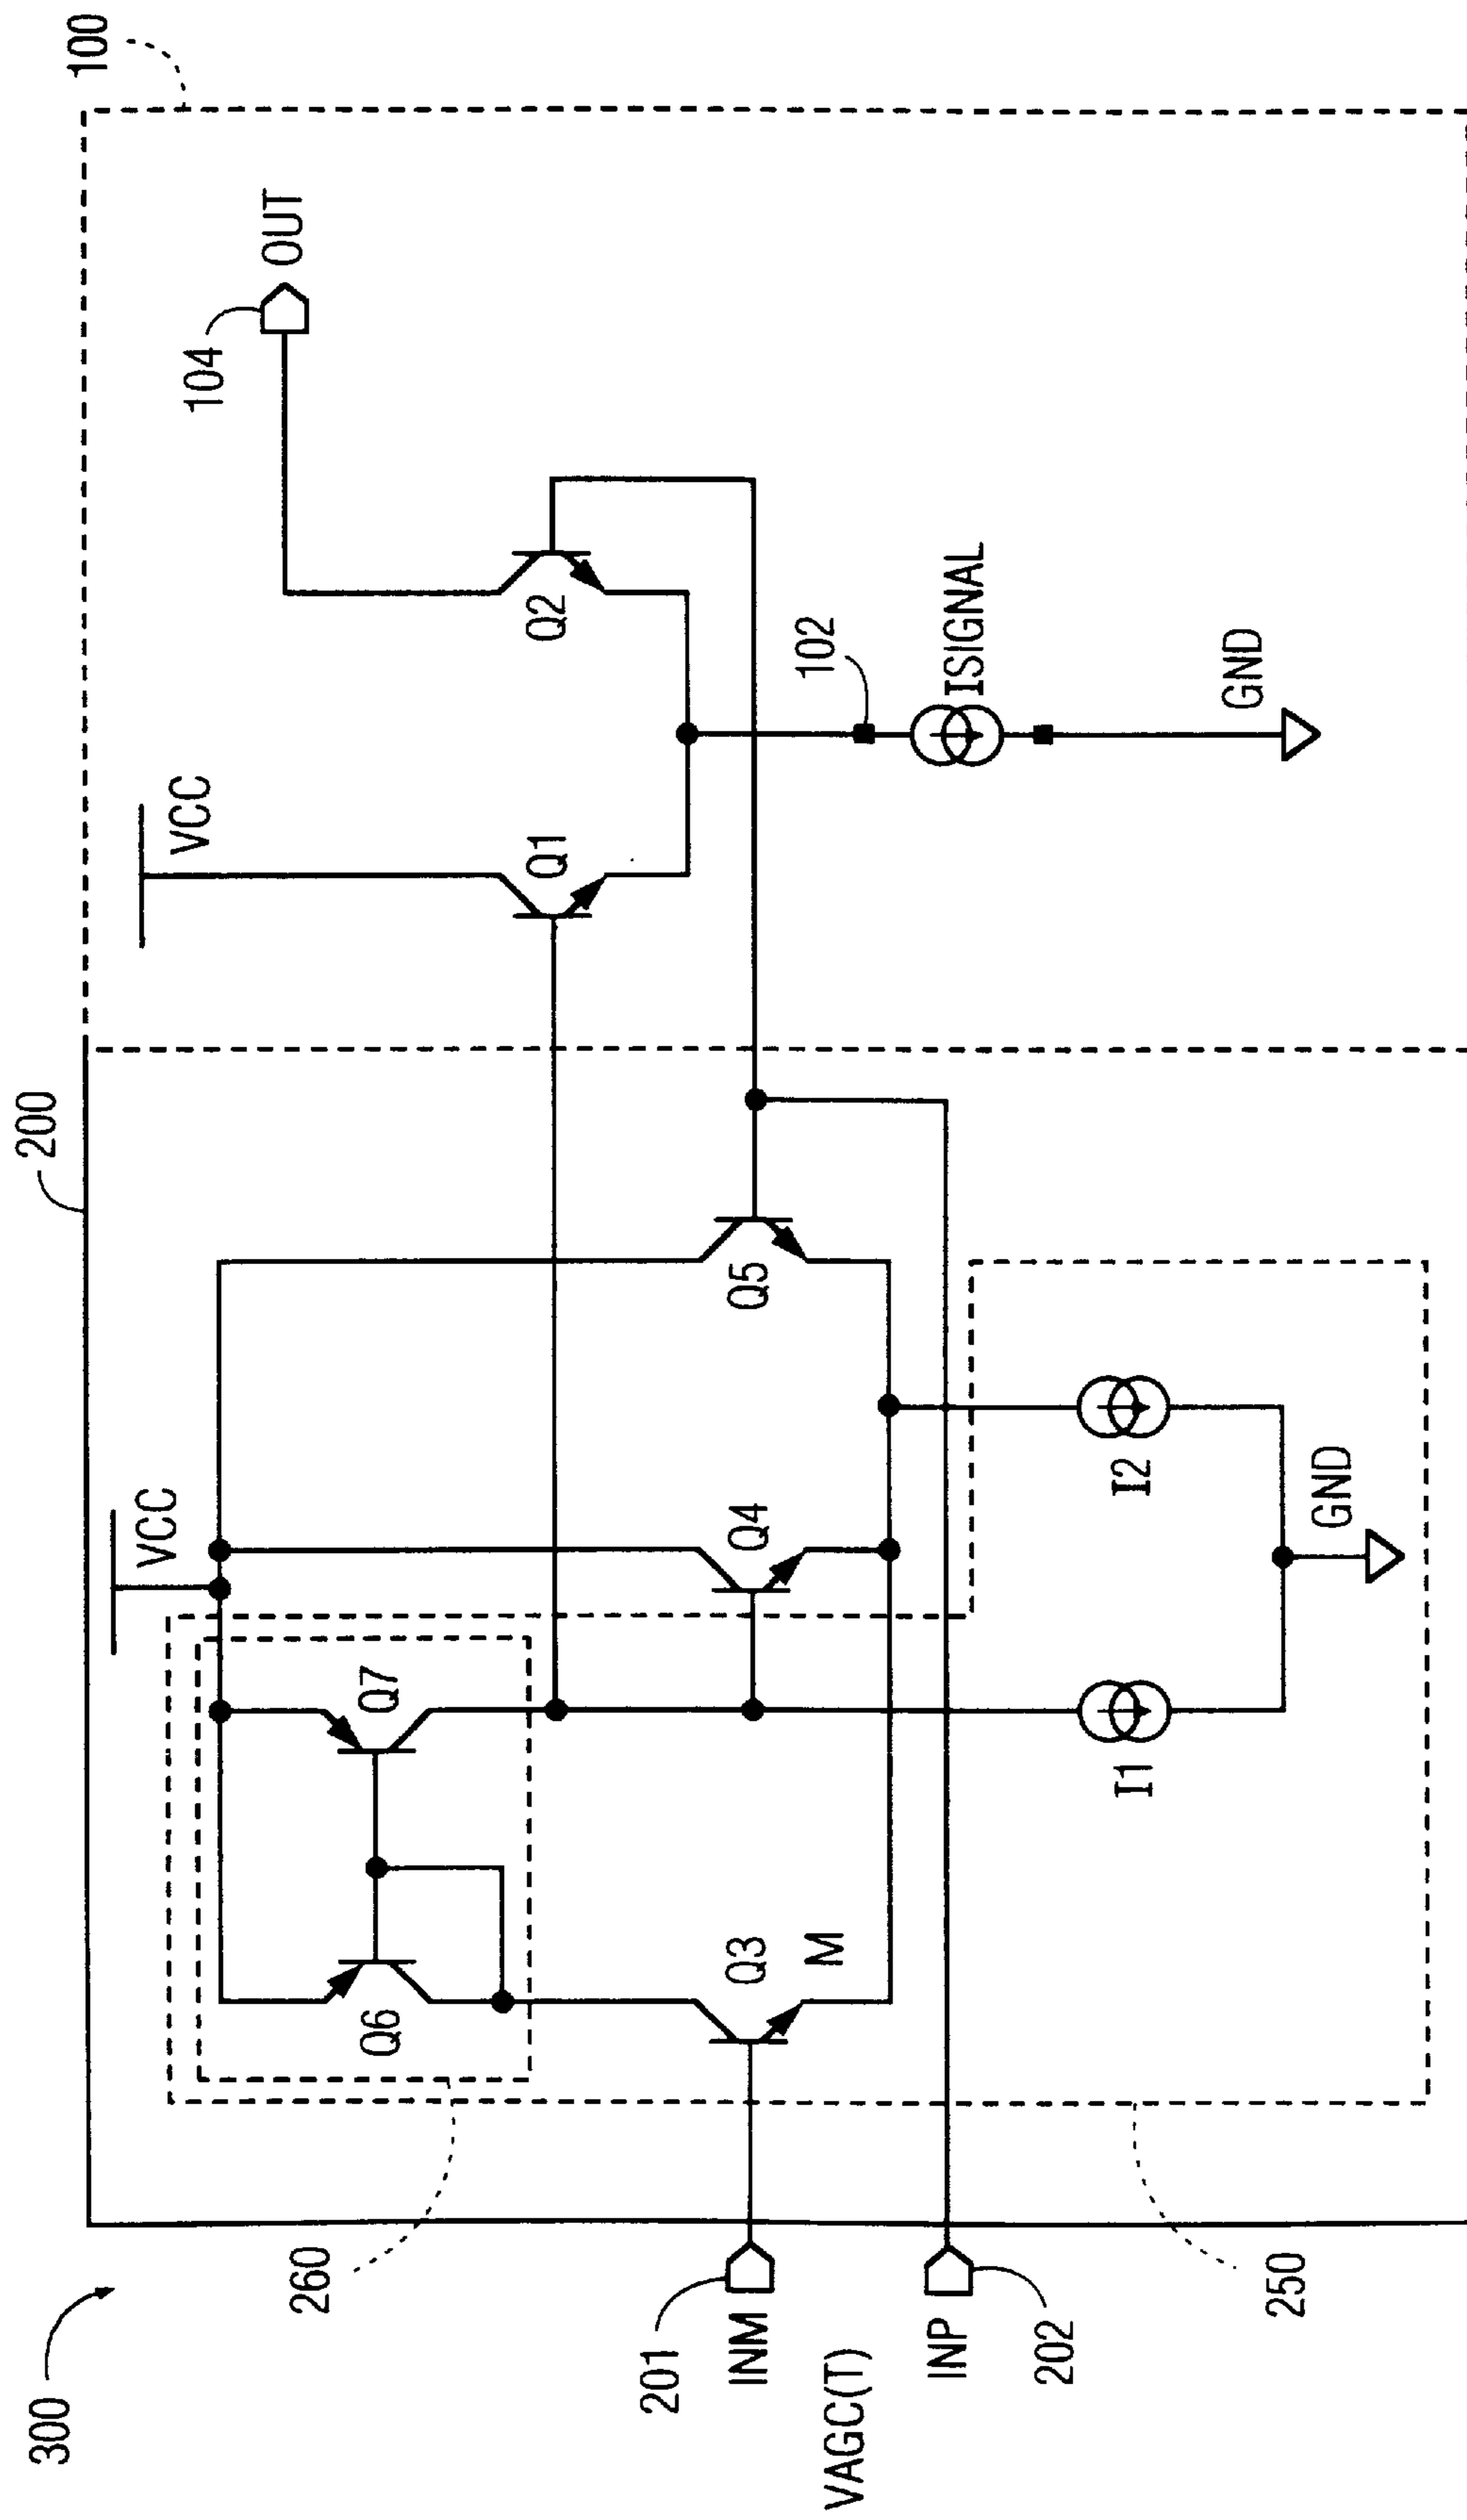 300
200
100
260
VCC
VCC
104
OUT
Q6
Q7
Q1
Q2
201
INM
Q3
M
Q4
Q5
VAGC(T)
INP
202
102
ISIGNAL
I1
I2
GND
GND
250